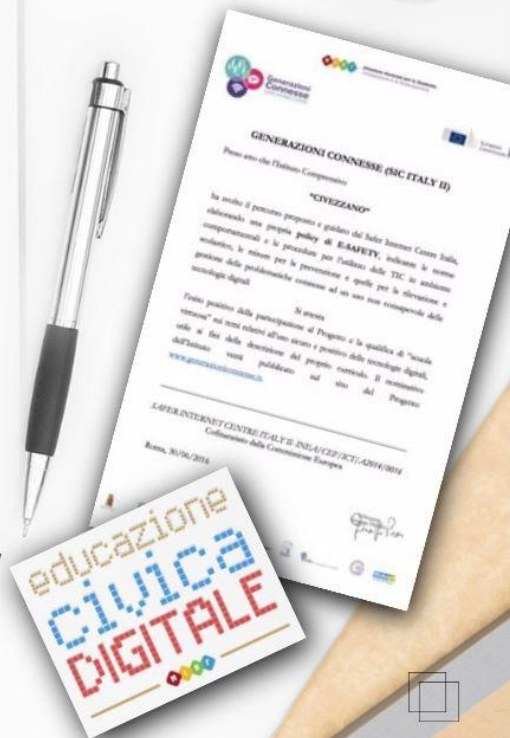 Generazioni
Connesse
GENERAZIONI CONNESSE (SIC ITALY II)
Preso atto che l'Istituto Comprensivo
"CIVEZZANO"
ha svolto il percorso proposto e guidato dal Safer Internet Centre Italia,
elaborando una propria policy di E-SAFETY, indicante le norme
comportamentali e le procedure per l'utilizzo delle TIC in ambiente
scolastico, le misure per la prevenzione e quelle per la rilevazione e
gestione delle problematiche connesse ad un uso non consapevole delle
tecnologie digitali
Si attesta
l'esito positivo della partecipazione al Progetto e la qualifica di "scuola
virtuosa" sui temi relativi all'uso sicuro e positivo delle tecnologie digitali,
utile ai fini della descrizione del proprio curricolo. Il nominativo
dell'Istituto verrà pubblicato sul sito del Progetto
www.generazioniconnesse.it
SAFER INTERNET CENTRE ITALY II- INEA/CEF/ICT/A2014/0034
Cofinanziato dalla Commissione Europea
Roma, 30/06/2016
educazione
civica
DIGITALE